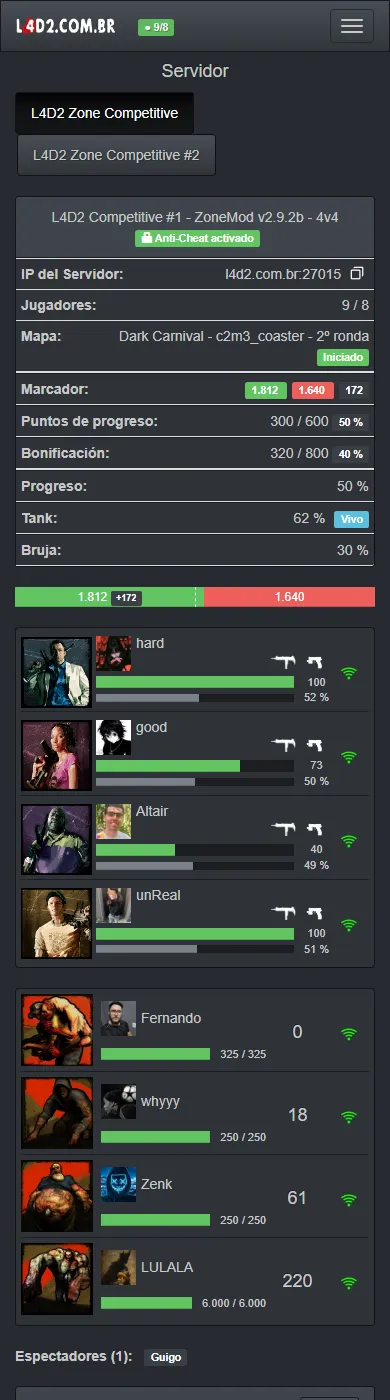 L4D2.COM.BR
● 9/8
Servidor
L4D2 Zone Competitive
L4D2 Zone Competitive #2
L4D2 Competitive #1 - ZoneMod v2.9.2b - 4v4
Anti-Cheat activado
IP del Servidor: l4d2.com.br:27015
Jugadores: 9 / 8
Mapa: Dark Carnival - c2m3_coaster - 2º ronda
Iniciado
Marcador: 1.812 1.640 172
Puntos de progreso: 300 / 600 50 %
Bonificación: 320 / 800 40 %
Progreso: 50 %
Tank: 62 % Vivo
Bruja: 30 %
1.812 +172 1.640
hard
100
52 %
good
73
50 %
Altair
40
49 %
unReal
100
51 %
Fernando
0
325 / 325
whyyy
18
250 / 250
Zenk
61
250 / 250
LULALA
220
6.000 / 6.000
Espectadores (1): Guigo